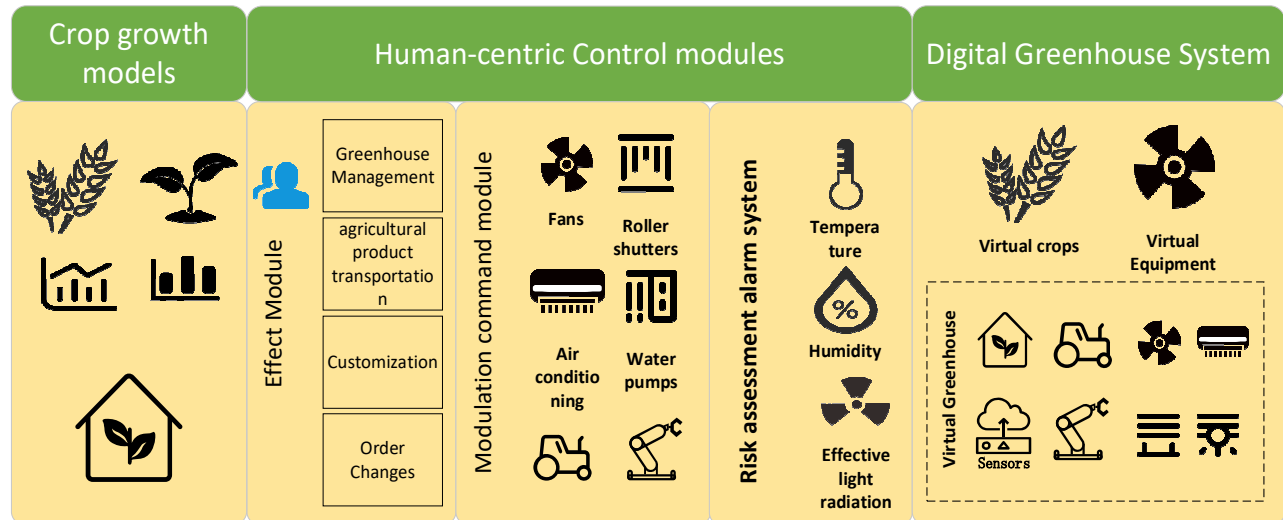 Crop growth
models
Human-centric Control modules
Digital Greenhouse System
Effect Module
Greenhouse
Management
agricultural
product
transportatio
n
Customization
Order
Changes
Modulation command module
Fans
Roller
shutters
Air
conditio
ning
Water
pumps
Risk assessment alarm system
Tempera
ture
%
Humidity
Effective
light
radiation
Virtual crops
Virtual
Equipment
Virtual Greenhouse
Sensors